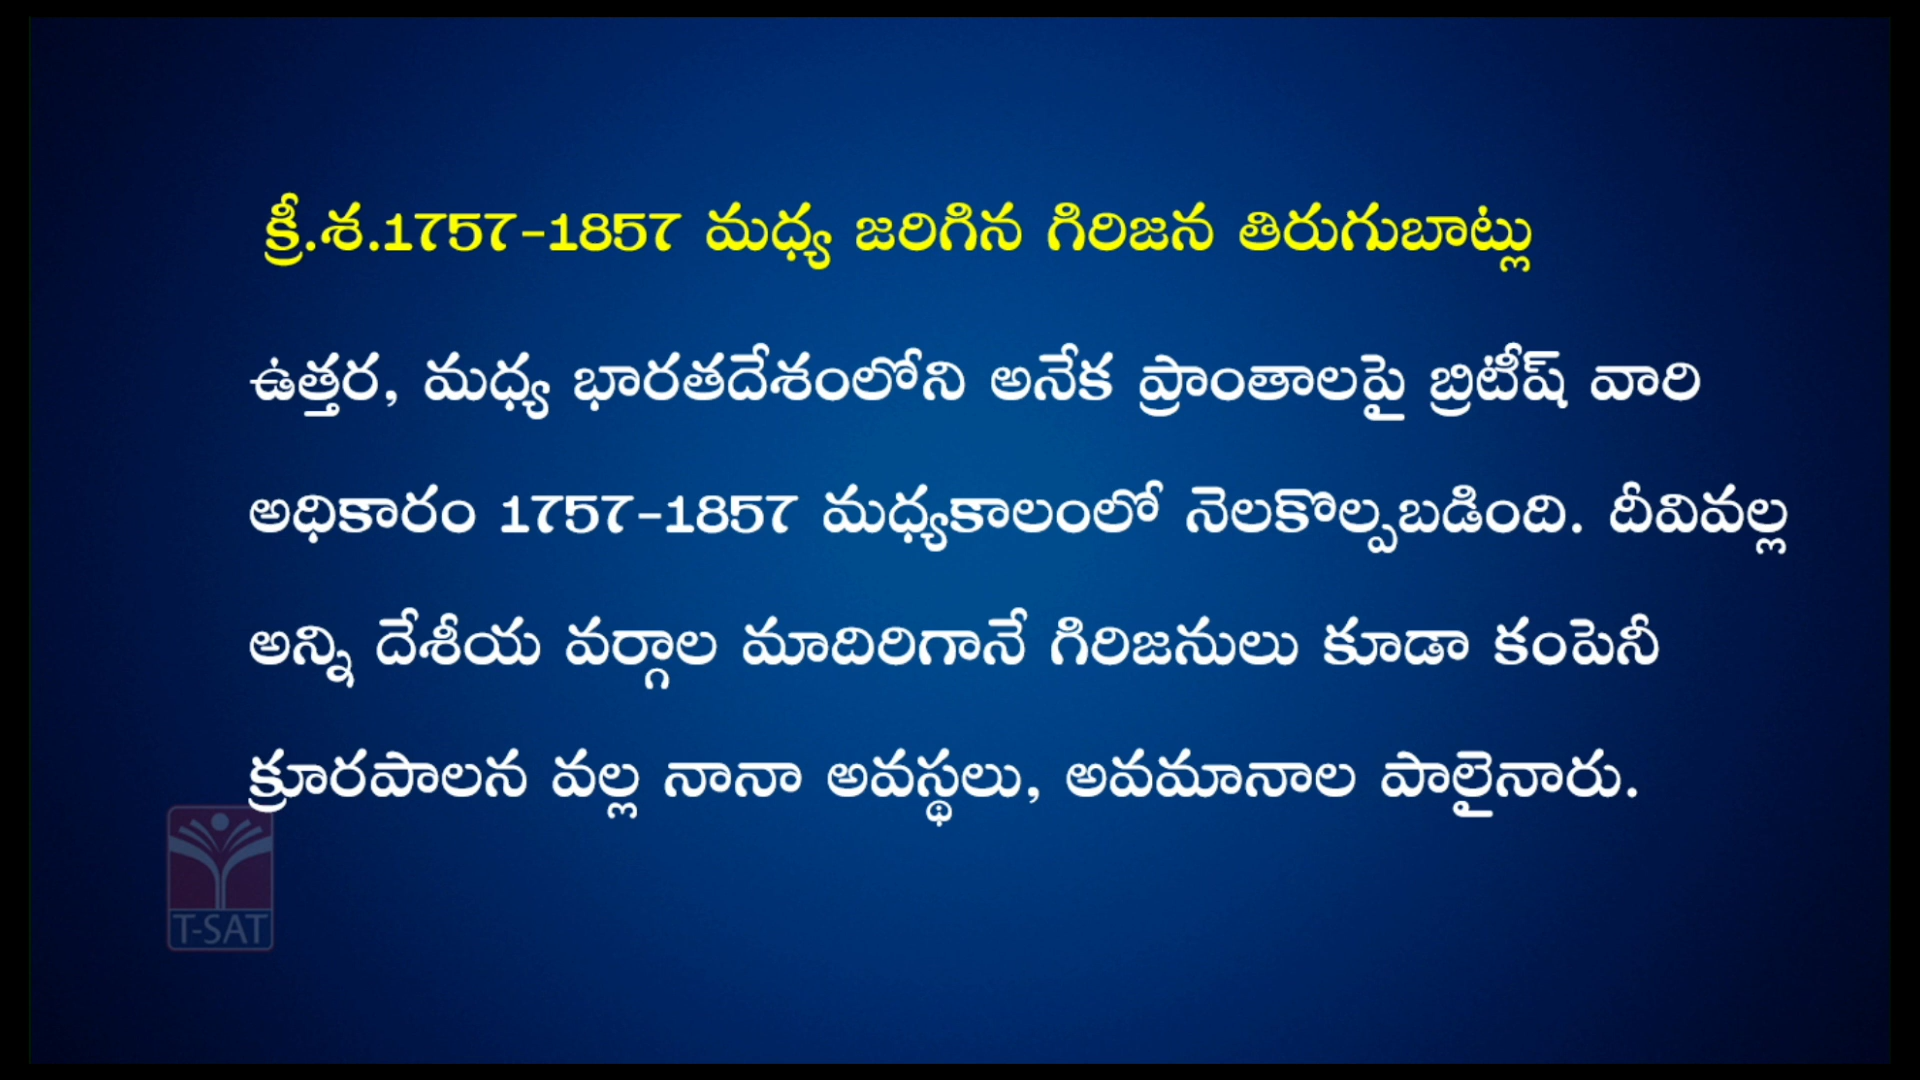 క్రీ.శ.1757-1857 మధ్య జరిగిన గిరిజన తిరుగుబాట్లు
ఉత్తర, మధ్య భారతదేశంలోని అనేక ప్రాంతాలపై బ్రిటీష్ వారి
అధికారం 1757-1857 మధ్యకాలంలో నెలకొల్పబడింది. దీవివల్ల
అన్ని దేశీయ వర్గాల మాదిరిగానే గిరిజనులు కూడా కంపెనీ
క్రూరపాలన వల్ల నానా అవస్థలు, అవమానాల పాలైనారు.
T-SAT